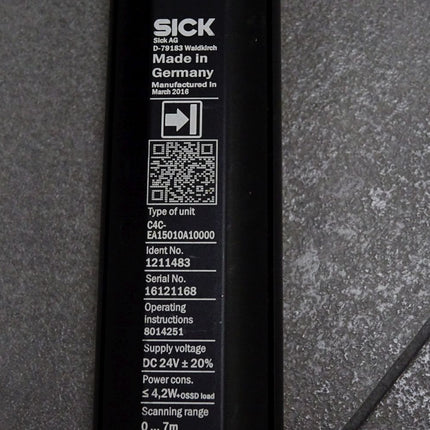 SICK
Sick AG
D-79183 Waldkirch
Made in
Germany
Manufactured in
March 2016
Type of unit
C4C-
EA15010A10000
Ident No.
1211483
Serial No.
16121168
Operating
instructions
8014251
Supply voltage
DC 24V ± 20%
Power cons.
≤ 4,2W+OSSD load
Scanning range
0 ... 7m